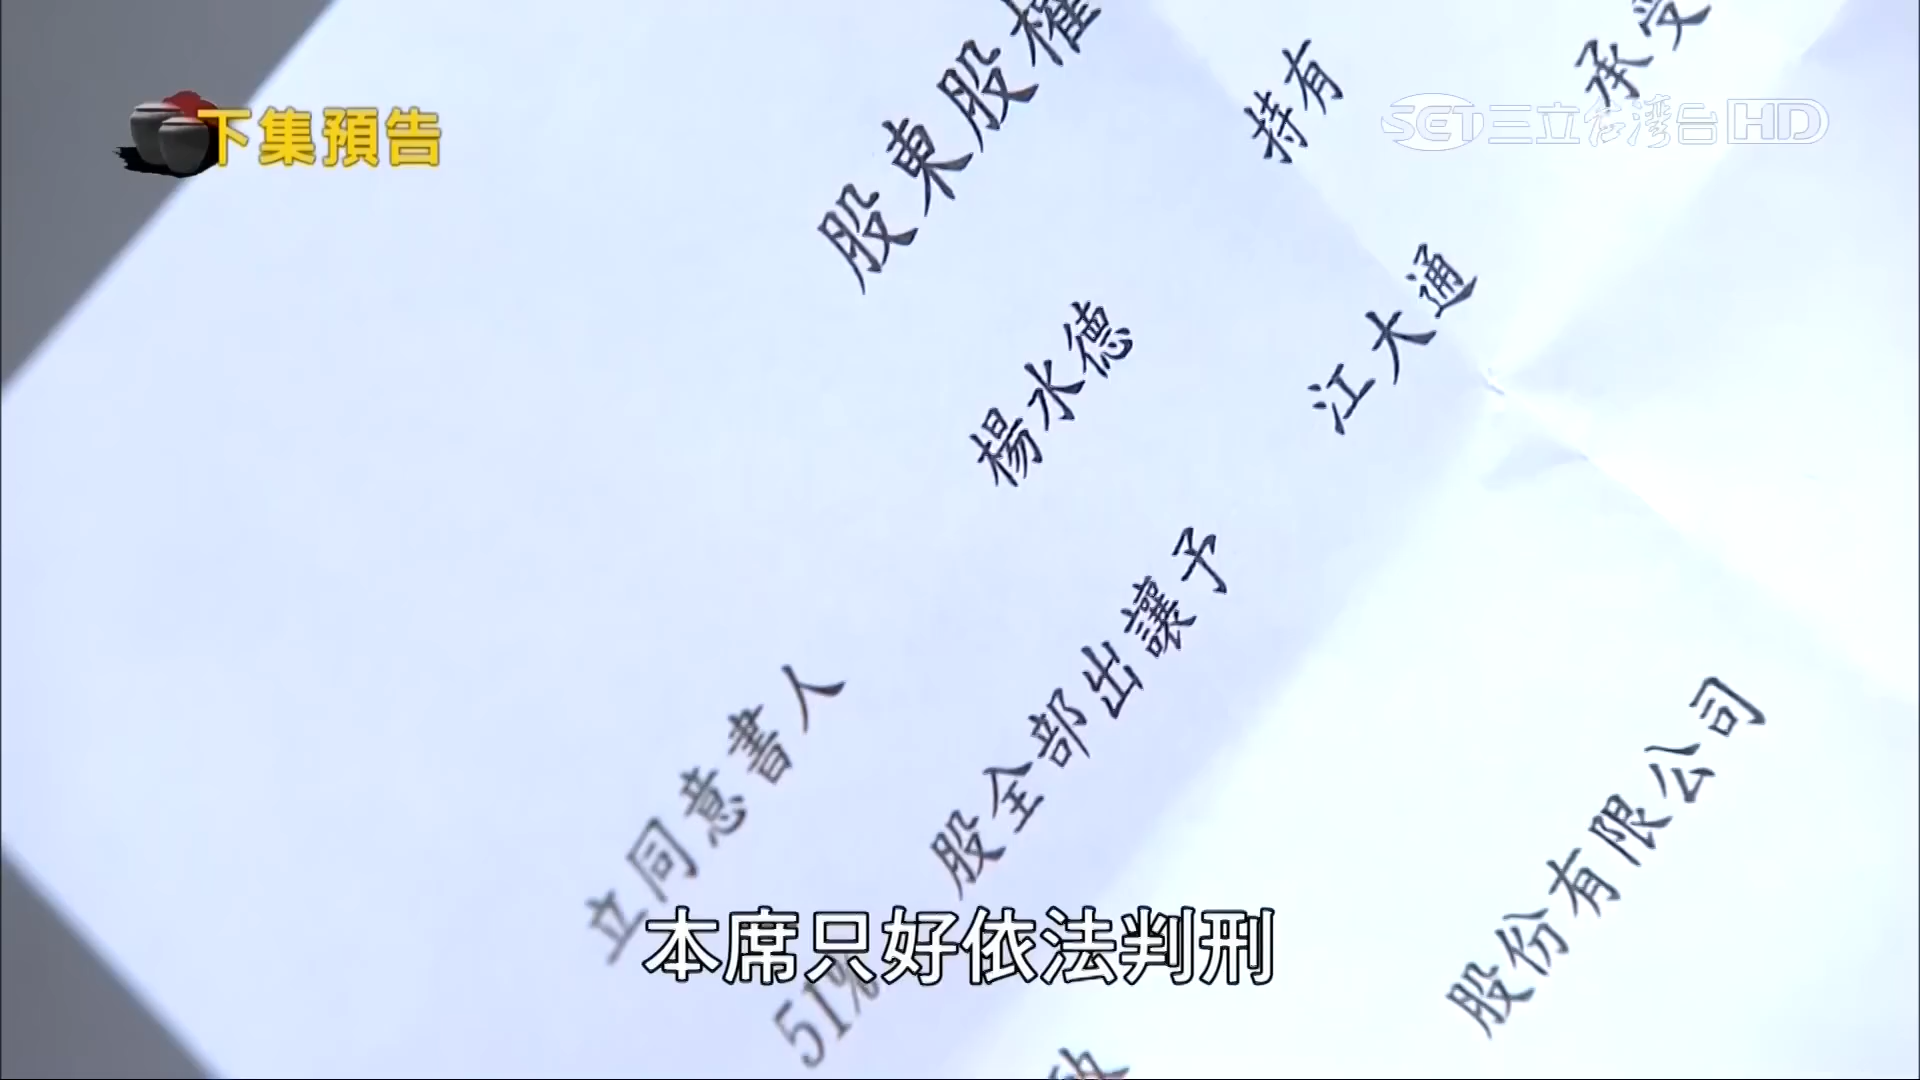 下集預告
SET三立台灣台HD
股東股權
持有
承受
楊水德
江大通
立同意書人
股全部出讓予
51%
股份有限公司
本席只好依法判刑